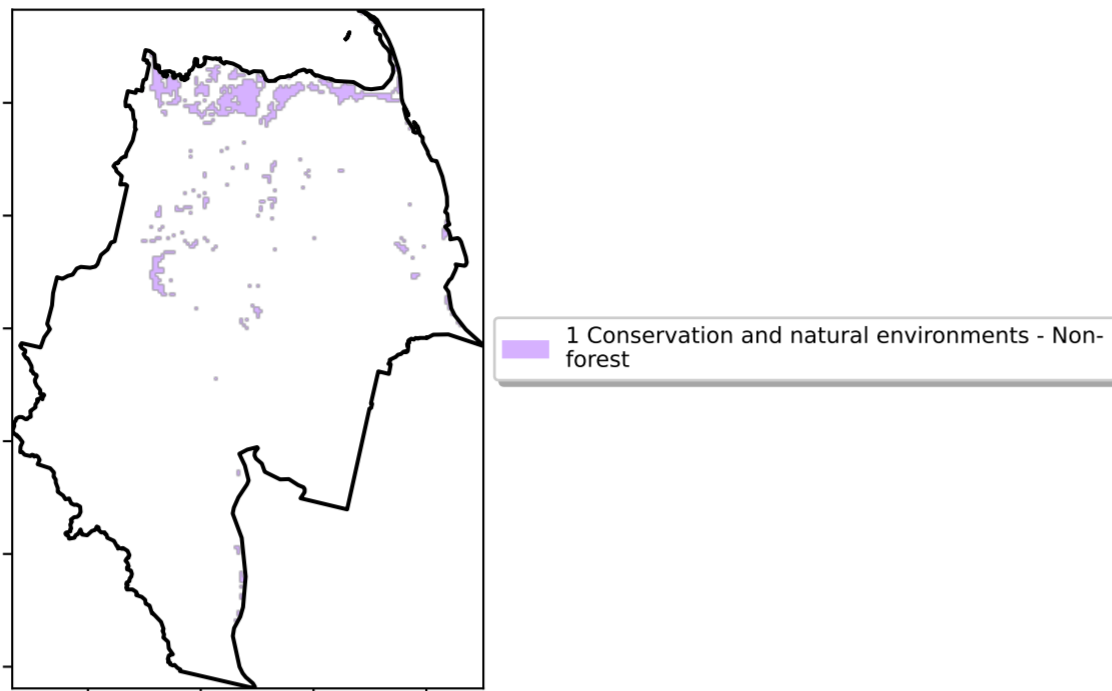 1 Conservation and natural environments - Non-
forest